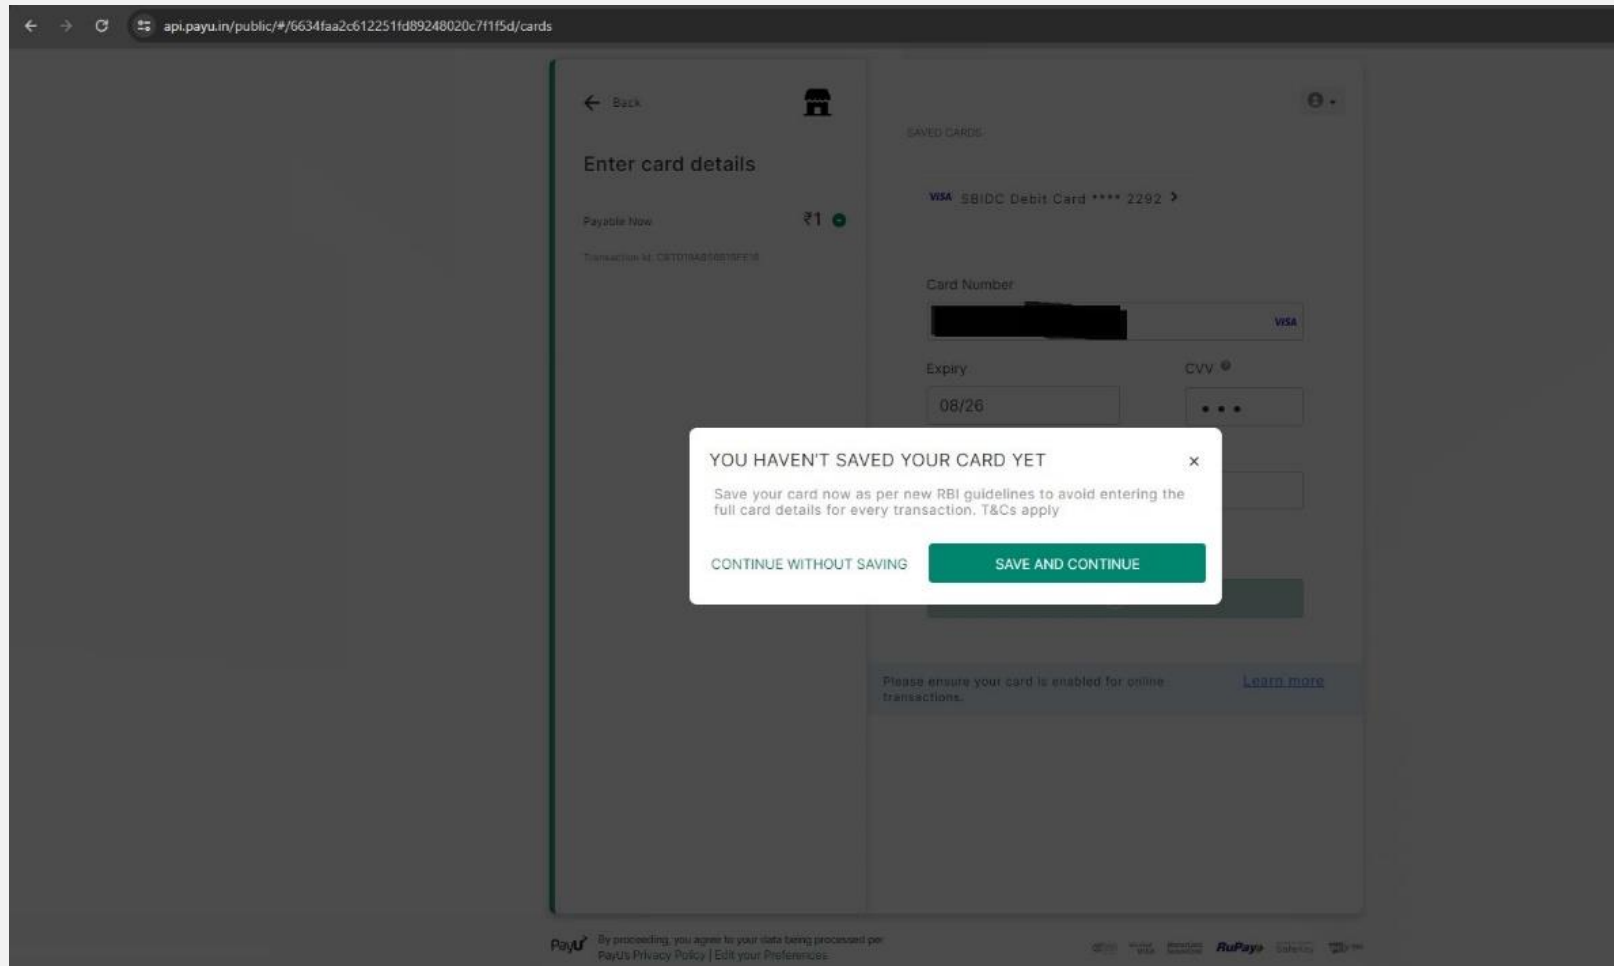 api.payu.in/public/#/6634faa2c612251fd89248020c7f1f5d/cards
Back
Enter card details
Payable Now
₹1
Transaction Id:
SAVED CARDS
VISA SBIDC Debit Card **** 2292 >
Card Number
VISA
Expiry
CVV
08/26
YOU HAVEN'T SAVED YOUR CARD YET
×
Save your card now as per new RBI guidelines to avoid entering the
full card details for every transaction. T&Cs apply
CONTINUE WITHOUT SAVING
SAVE AND CONTINUE
Please ensure your card is enabled for online
transactions.
Learn more
PayU
By proceeding, you agree to your data being processed per
PayU's Privacy Policy | Edit your Preferences
RuPay